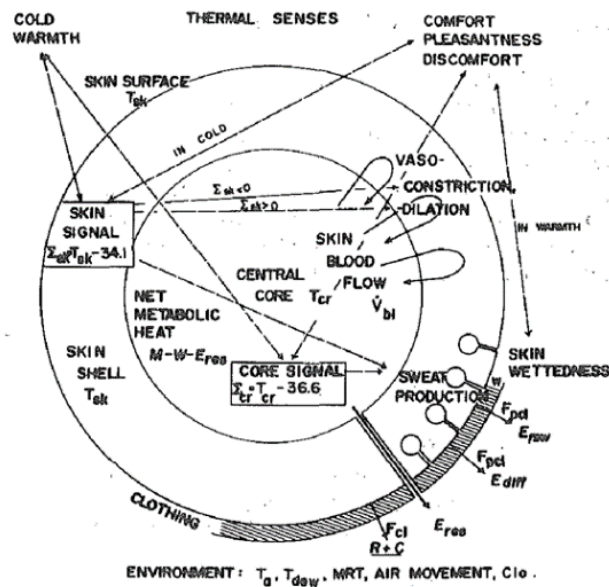 COLD
WARMTH
THERMAL SENSES
COMFORT
PLEASANTNESS
DISCOMFORT
SKIN SURFACE
Tsk
IN COLD
VASO-
CONSTRICTION,
DILATION
Σsk<0
Σsk>0
SKIN
SIGNAL
Σsk=Tsk-34.1
SKIN
BLOOD
FLOW
V̇bl
IN WARMTH
CENTRAL
CORE Tcr
NET
METABOLIC
HEAT
M-W-Eres
SKIN
SHELL
Tsk
CORE SIGNAL
Σcr=Tcr-36.6
SWEAT
PRODUCTION
SKIN
WETTEDNESS
w
Fpcl
Ersw
Fpcl
Ediff
CLOTHING
Fcl
R+C
Eres
ENVIRONMENT: Ta, Tdew, MRT, AIR MOVEMENT, Clo.